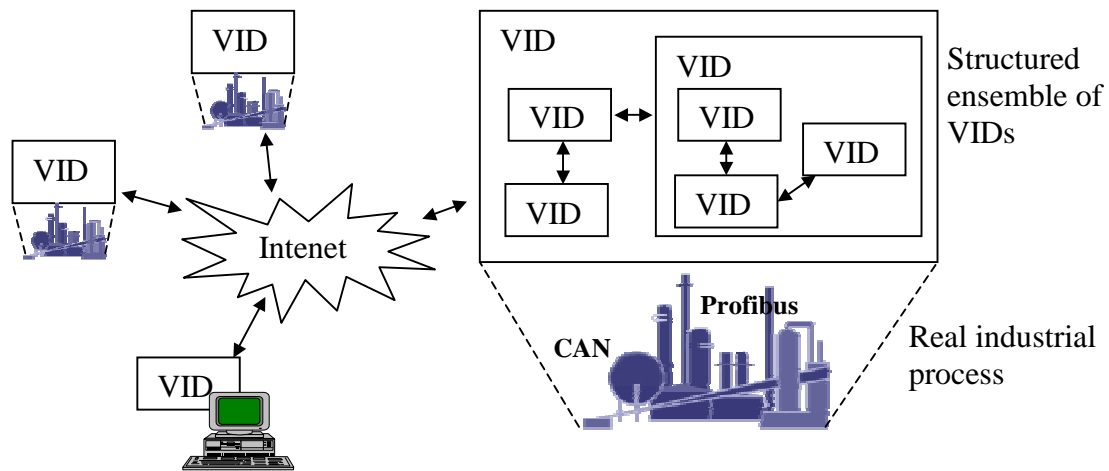 VID
VID
Intenet
VID
VID
VID
VID
VID
VID
VID
VID
Structured
ensemble of
VIDs
Profibus
CAN
Real industrial
process